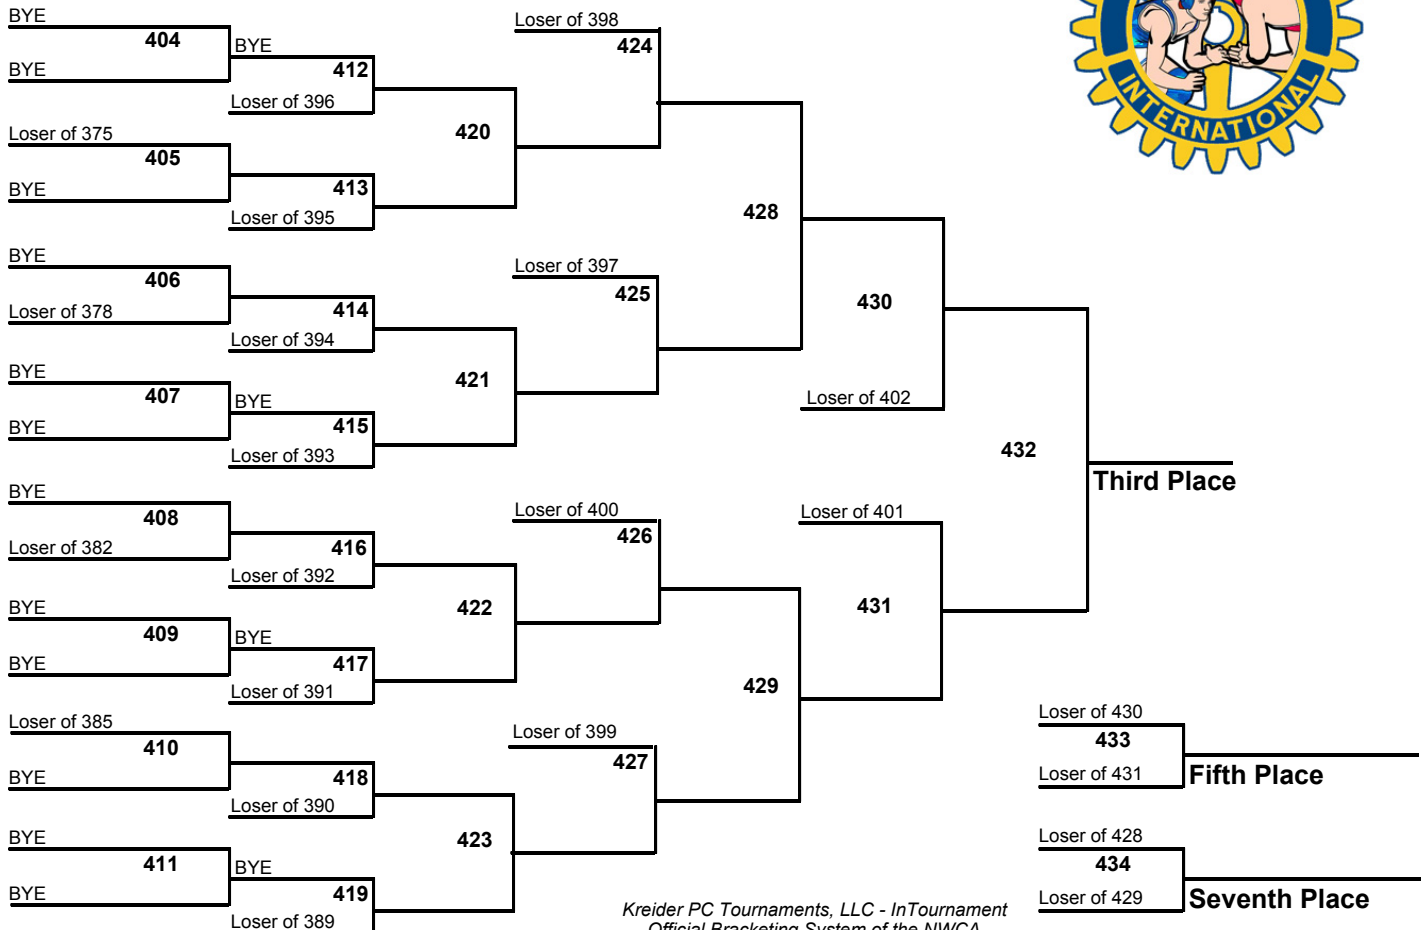 BYE
404
BYE
BYE
412
Loser of 396
Loser of 375
405
BYE
413
Loser of 395
420
BYE
406
Loser of 378
414
Loser of 394
BYE
407
BYE
BYE
415
Loser of 393
421
BYE
408
Loser of 382
416
Loser of 392
BYE
409
BYE
BYE
417
Loser of 391
422
Loser of 385
410
BYE
418
Loser of 390
BYE
411
BYE
BYE
419
Loser of 389
423
Loser of 398
424
Loser of 397
425
428
Loser of 400
426
Loser of 399
427
429
430
Loser of 402
Loser of 401
431
432
Third Place
Loser of 430
433
Loser of 431
Fifth Place
Loser of 428
434
Loser of 429
Seventh Place
INTERNATIONAL
Kreider PC Tournaments, LLC - InTournament
Official Bracketing System of the NWCA